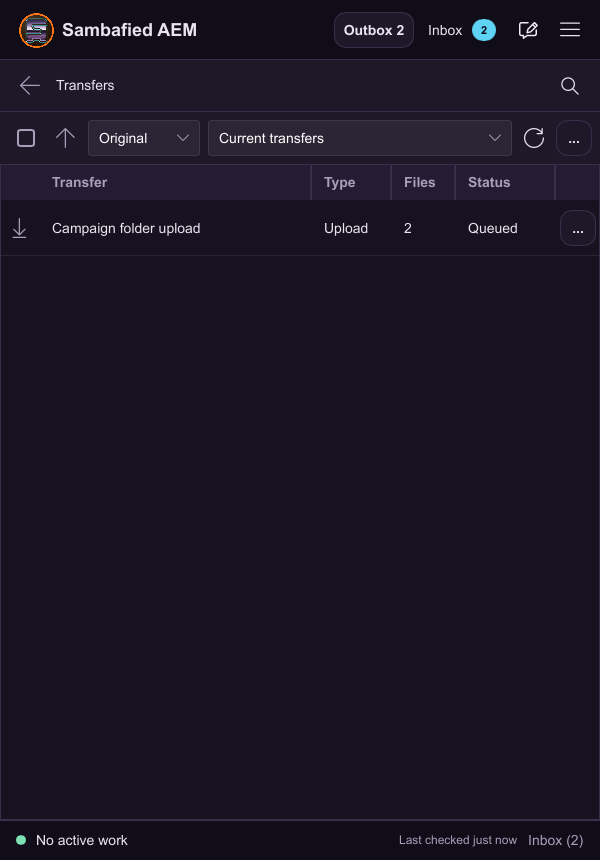 Sambafied AEM
Outbox 2
Inbox 2
Transfers
Original
Current transfers
...
Transfer Type Files Status
Campaign folder upload Upload 2 Queued ...
No active work
Last checked just now Inbox (2)